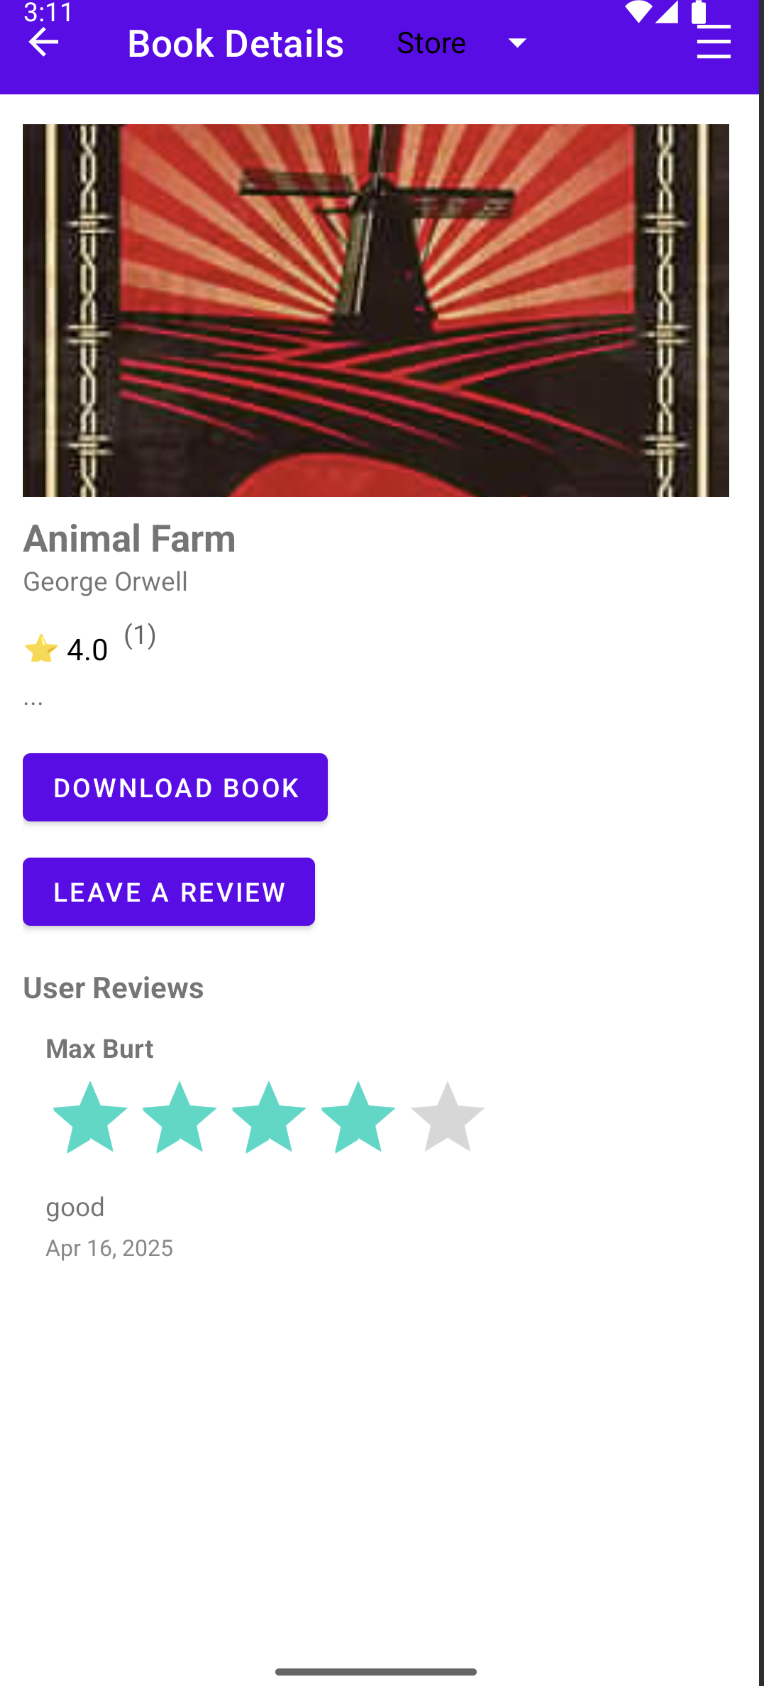 3:11
Book Details Store
Animal Farm
George Orwell
4.0 (1)
...
DOWNLOAD BOOK
LEAVE A REVIEW
User Reviews
Max Burt
good
Apr 16, 2025